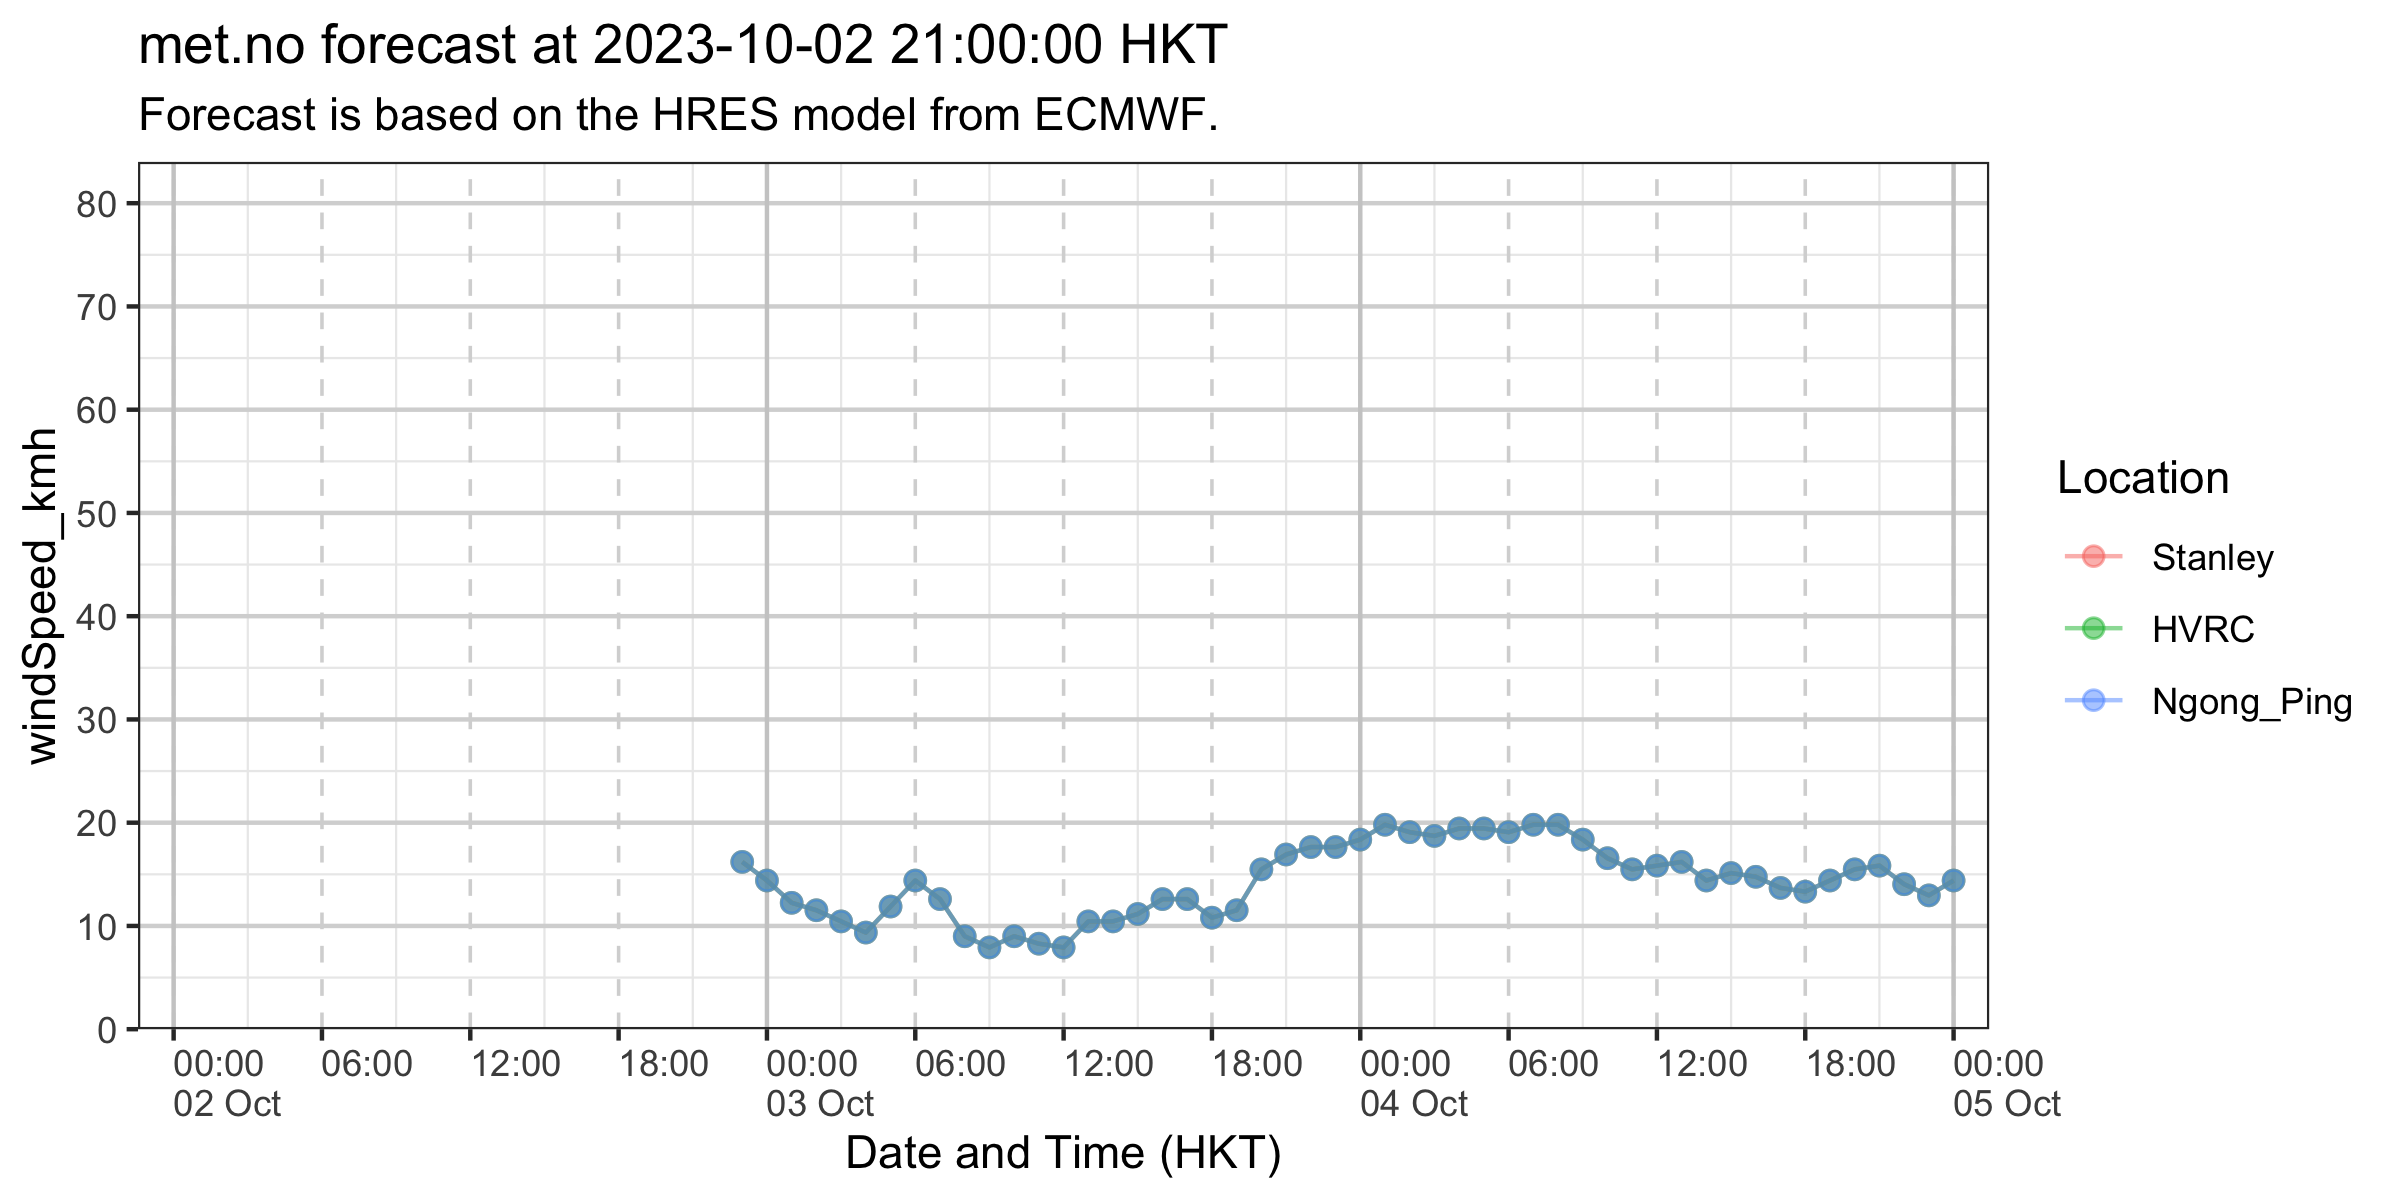 met.no forecast at 2023-10-02 21:00:00 HKT
Forecast is based on the HRES model from ECMWF.
windSpeed_kmh
80
70
60
50
40
30
20
10
0
00:00 06:00 12:00 18:00 00:00 06:00 12:00 18:00 00:00 06:00 12:00 18:00 00:00
02 Oct 03 Oct 04 Oct 05 Oct
Date and Time (HKT)
Location
Stanley
HVRC
Ngong_Ping